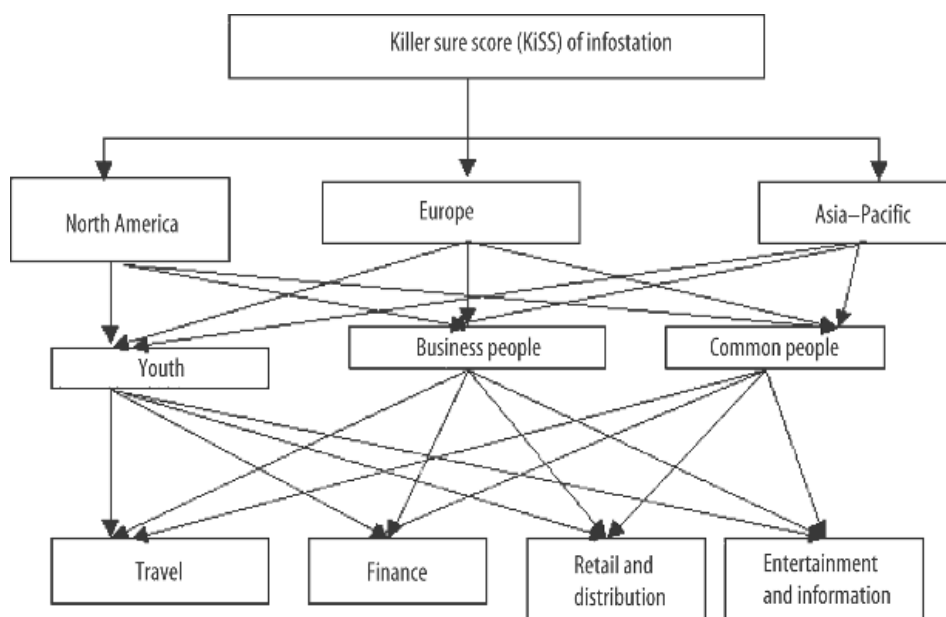 Killer sure score (KiSS) of infostation
North America
Europe
Asia–Pacific
Youth
Business people
Common people
Travel
Finance
Retail and
distribution
Entertainment
and information